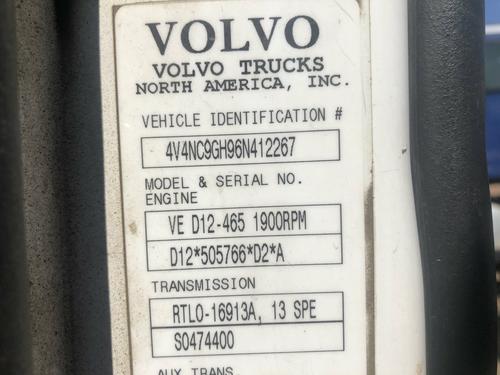 VOLVO
VOLVO TRUCKS
NORTH AMERICA, INC.
VEHICLE IDENTIFICATION #
4V4NC9GH96N412267
MODEL & SERIAL NO.
ENGINE
VE D12-465 1900RPM
D12*505766*D2*A
TRANSMISSION
RTLO-16913A, 13 SPE
S0474400
AUX TRANS.